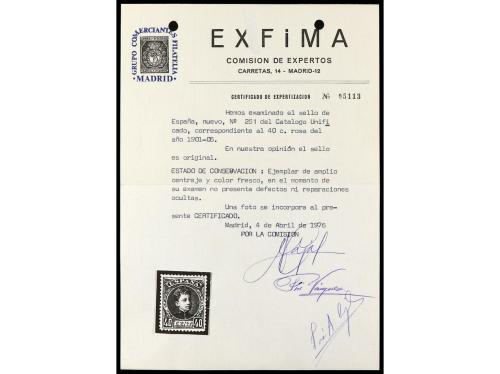 GRUPO COMERCIANTES FILATELIA
MADRID
EXFiMA
COMISION DE EXPERTOS
CARRETAS, 14 - MADRID-12
CERTIFICADO DE EXPERTIZACION Nº 05113
Hemos examinado el sello de
España, nuevo, Nº 251 del Catalogo Unifi
cado, correspondiente al 40 c. rosa del
año 1901-05.
En nuestra opinión el sello
es original.
ESTADO DE CONSERVACION : Ejemplar de amplio
centraje y color fresco, en el momento de
su examen no presenta defectos ni reparaciones
ocultas.
Una foto se incorpora al pre-
sente CERTIFICADO.
Madrid, 4 de Abril de 1976
POR LA COMISIÓN
ESPAÑA
40 CENT 40